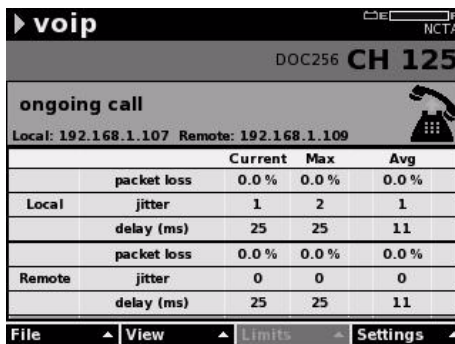 voip
E F
NCTA
DOC256 CH 125
ongoing call
Local: 192.168.1.107 Remote: 192.168.1.109
Current Max Avg
packet loss 0.0 % 0.0 % 0.0 %
Local jitter 1 2 1
delay (ms) 25 25 11
packet loss 0.0 % 0.0 % 0.0 %
Remote jitter 0 0 0
delay (ms) 25 25 11
File View Limits Settings